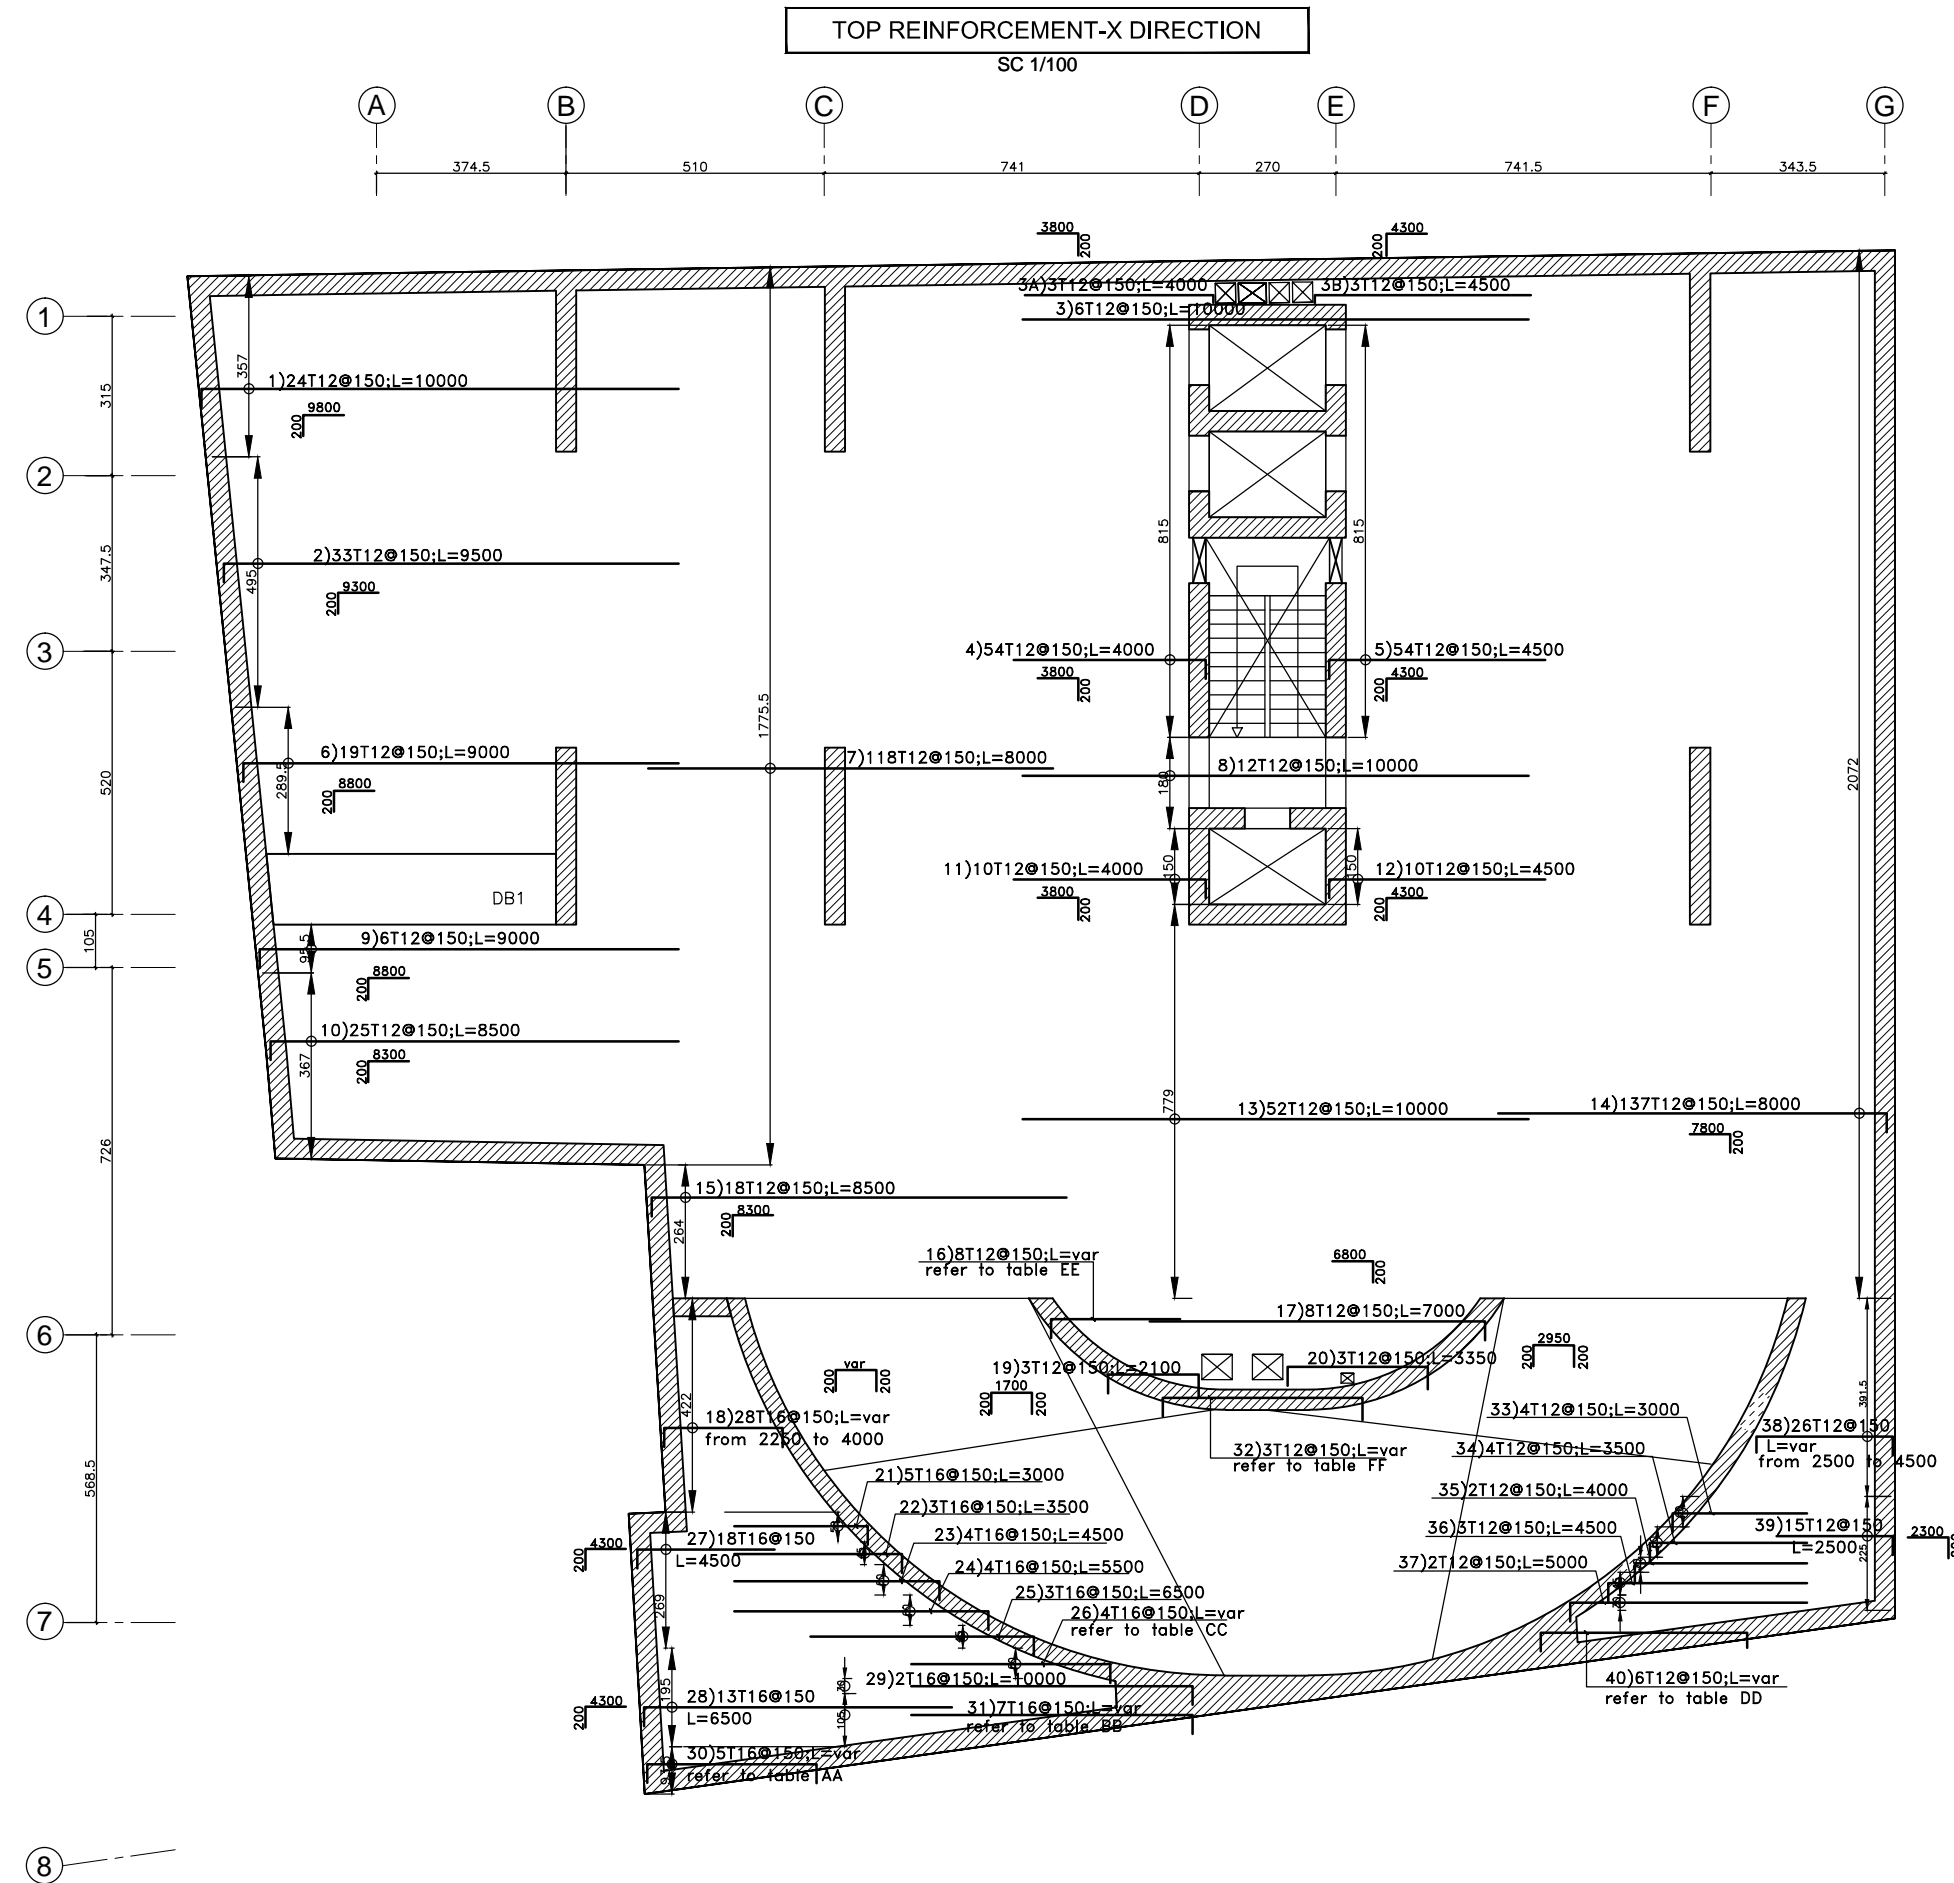 TOP REINFORCEMENT-X DIRECTION
SC 1/100
A
B
C
D
E
F
G
374.5
510
741
270
741.5
343.5
3800
200
4300
200
3A)3T12@150;L=4000
3B)3T12@150;L=4500
3)6T12@150;L=10000
1
2
3
4
5
6
7
8
315
347.5
520
105
726
568.5
357
1)24T12@150;L=10000
9800
200
815
815
495
2)33T12@150;L=9500
9300
200
4)54T12@150;L=4000
3800
200
5)54T12@150;L=4500
4300
200
1775.5
2072
289.5
6)19T12@150;L=9000
8800
200
7)118T12@150;L=8000
8)12T12@150;L=10000
180
DB1
11)10T12@150;L=4000
3800
200
150
12)10T12@150;L=4500
4300
200
150
95.5
9)6T12@150;L=9000
8800
200
10)25T12@150;L=8500
8300
200
367
779
13)52T12@150;L=10000
14)137T12@150;L=8000
7800
200
15)18T12@150;L=8500
8300
200
264
16)8T12@150;L=var
refer to table EE
6800
200
17)8T12@150;L=7000
19)3T12@150;L=2100
1700
200
200
20)3T12@150;L=3350
2950
200
200
var
200
200
422
18)28T16@150;L=var
from 2250 to 4000
391.5
33)4T12@150;L=3000
38)26T12@150
L=var
from 2500 to 4500
32)3T12@150;L=var
refer to table FF
34)4T12@150;L=3500
21)5T16@150;L=3000
35)2T12@150;L=4000
22)3T16@150;L=3500
36)3T12@150;L=4500
39)15T12@150
L=2500
225
2300
200
27)18T16@150
L=4500
4300
200
23)4T16@150;L=4500
24)4T16@150;L=5500
37)2T12@150;L=5000
25)3T16@150;L=6500
269
26)4T16@150;L=var
refer to table CC
29)2T16@150;L=10000
30
105
195
28)13T16@150
L=6500
4300
200
31)7T16@150;L=var
refer to table BB
40)6T12@150;L=var
refer to table DD
30)5T16@150;L=var
refer to table AA